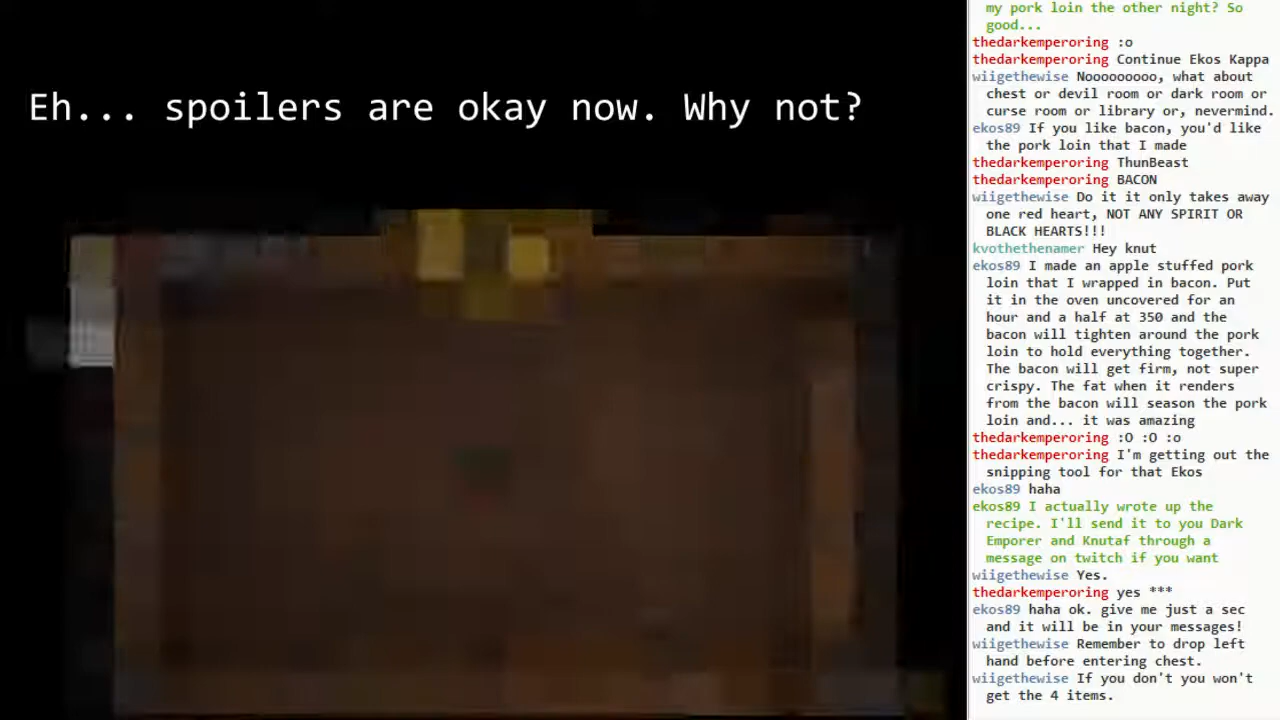 Eh... spoilers are okay now. Why not?
my pork loin the other night? So
good...
thedarkemperoring :o
thedarkemperoring Continue Ekos Kappa
wiigethewise Nooooooooo, what about
chest or devil room or dark room or
curse room or library or, nevermind.
ekos89 If you like bacon, you'd like
the pork loin that I made
thedarkemperoring ThunBeast
thedarkemperoring BACON
wiigethewise Do it it only takes away
one red heart, NOT ANY SPIRIT OR
BLACK HEARTS!!!
kvothethenamer Hey knut
ekos89 I made an apple stuffed pork
loin that I wrapped in bacon. Put
it in the oven uncovered for an
hour and a half at 350 and the
bacon will tighten around the pork
loin to hold everything together.
The bacon will get firm, not super
crispy. The fat when it renders
from the bacon will season the pork
loin and... it was amazing
thedarkemperoring :O :O :o
thedarkemperoring I'm getting out the
snipping tool for that Ekos
ekos89 haha
ekos89 I actually wrote up the
recipe. I'll send it to you Dark
Emporer and Knutaf through a
message on twitch if you want
wiigethewise Yes.
thedarkemperoring yes ***
ekos89 haha ok. give me just a sec
and it will be in your messages!
wiigethewise Remember to drop left
hand before entering chest.
wiigethewise If you don't you won't
get the 4 items.